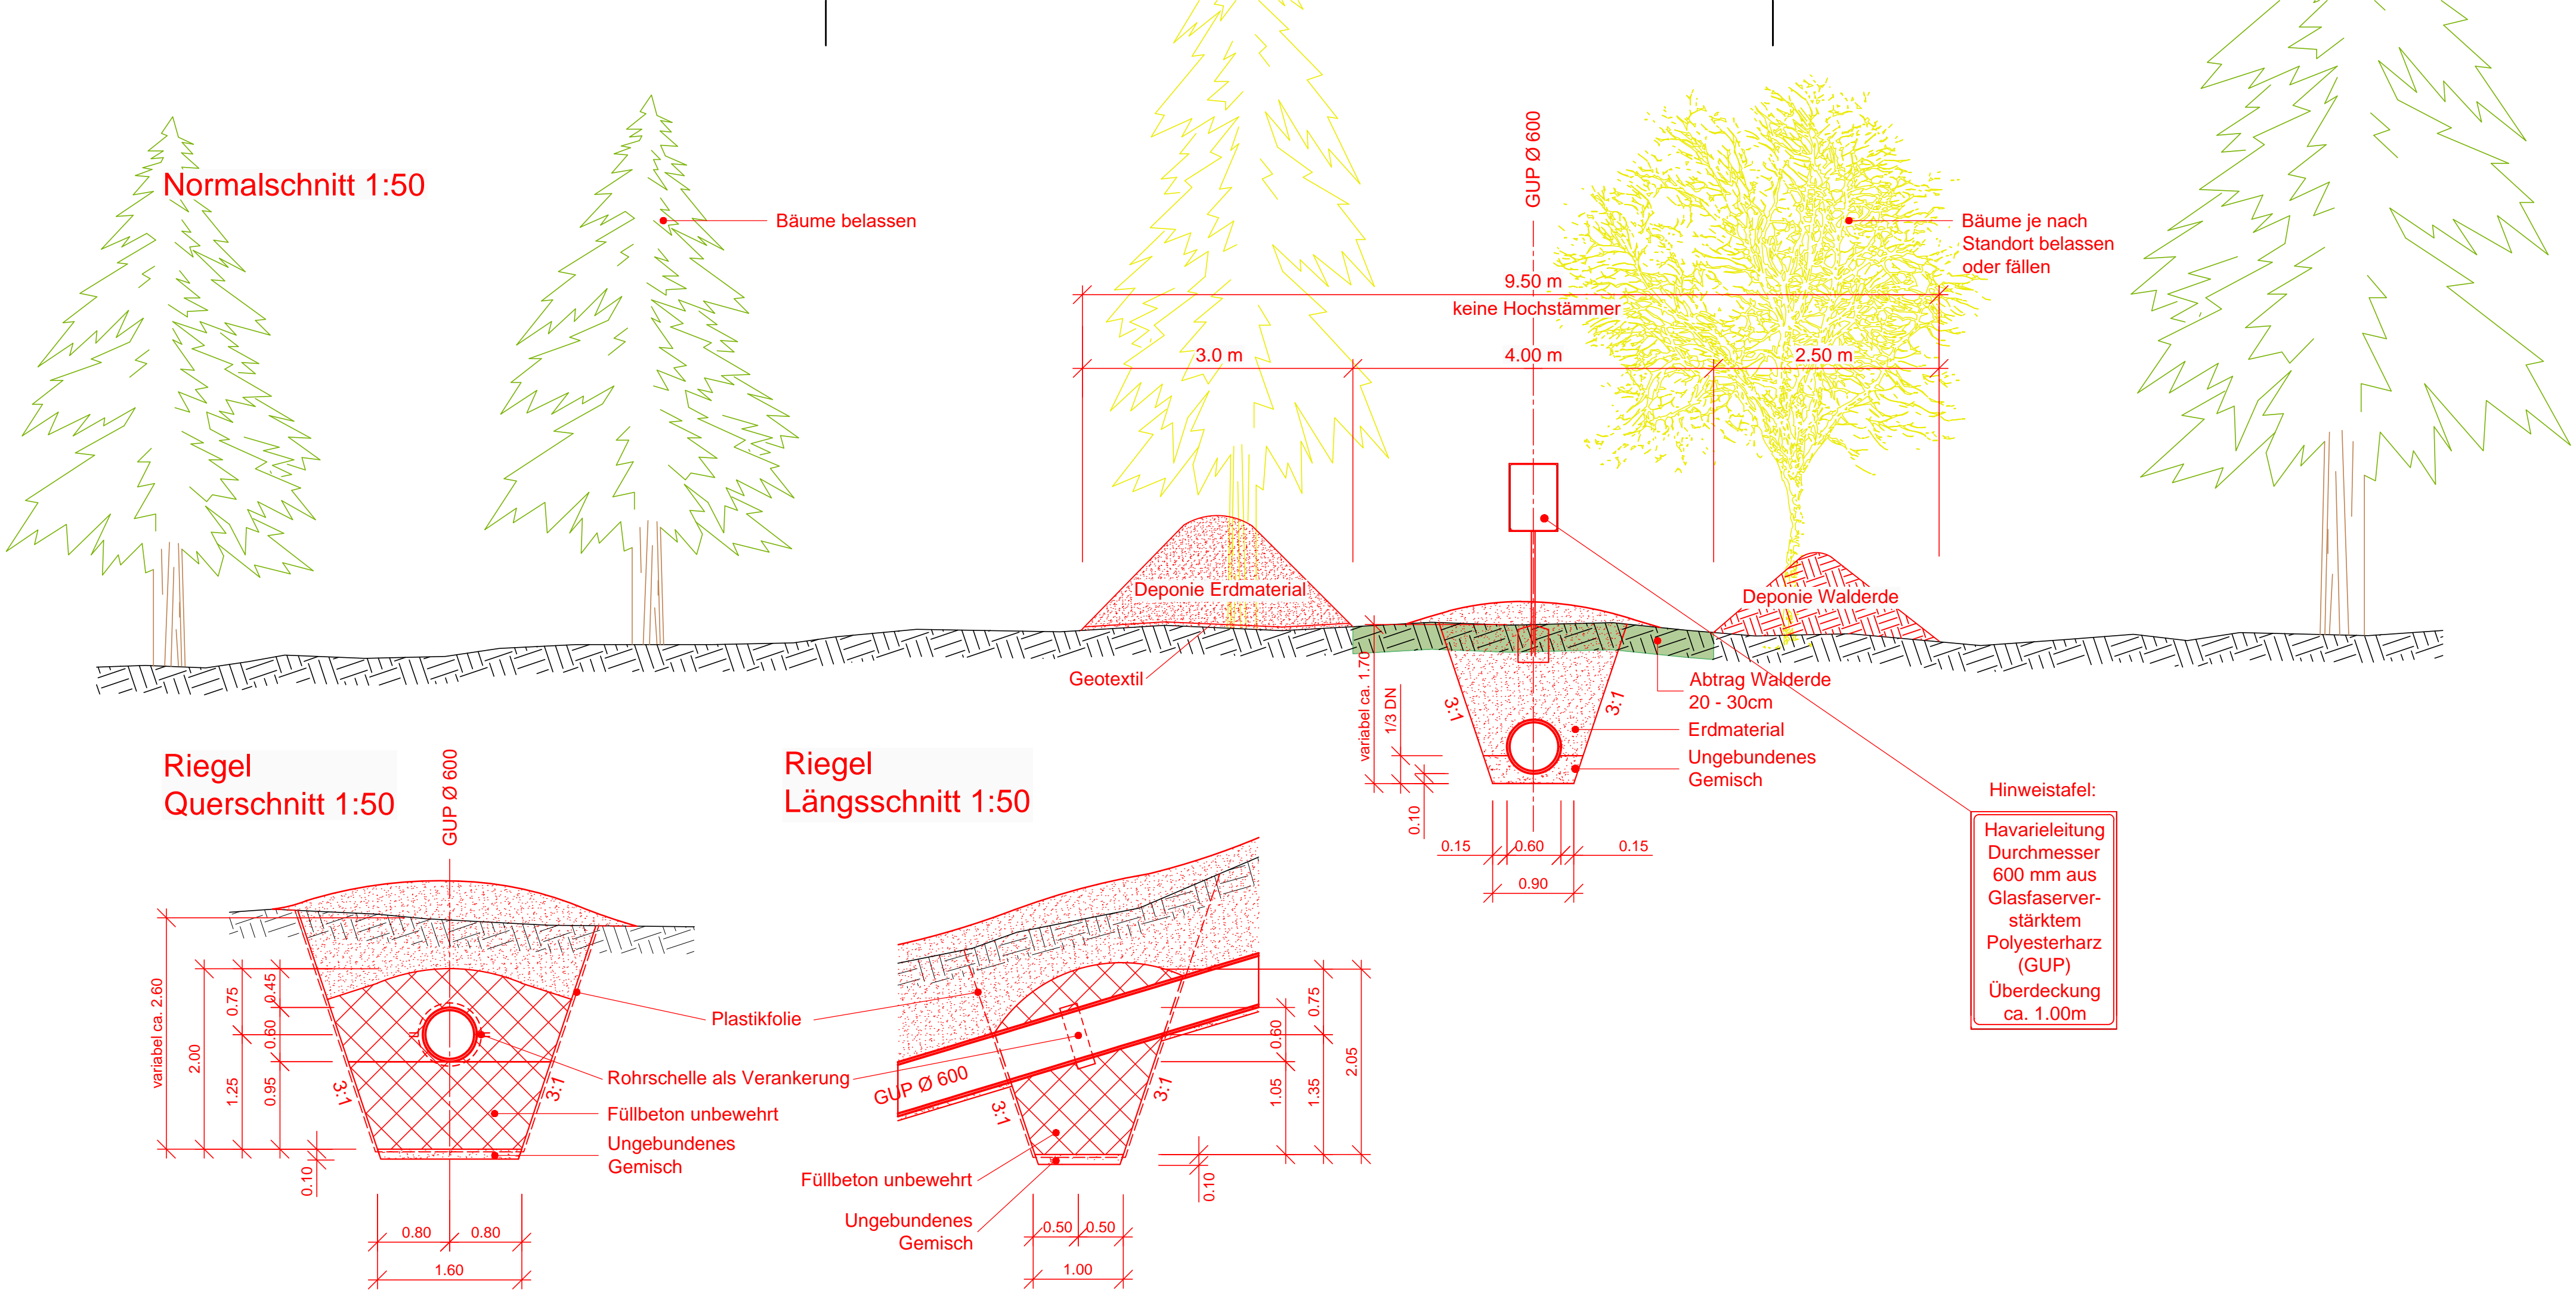 Normalschnitt 1:50
Bäume belassen
GUP Ø 600
Bäume je nach
Standort belassen
oder fällen
9.50 m
keine Hochstämmer
3.0 m
4.00 m
2.50 m
Deponie Erdmaterial
Deponie Walderde
Geotextil
variabel ca. 1.70
1/3 DN
0.10
3:1
3:1
Abtrag Walderde
20 - 30cm
Erdmaterial
Ungebundenes
Gemisch
0.15
0.60
0.15
0.90
Hinweistafel:
Havarieleitung
Durchmesser
600 mm aus
Glasfaserver-
stärktem
Polyesterharz
(GUP)
Überdeckung
ca. 1.00m
Riegel
Querschnitt 1:50
GUP Ø 600
variabel ca. 2.60
2.00
0.75
1.25
0.45
0.60
0.95
0.10
3:1
3:1
Plastikfolie
Rohrschelle als Verankerung
Füllbeton unbewehrt
Ungebundenes
Gemisch
0.80
0.80
1.60
Riegel
Längsschnitt 1:50
GUP Ø 600
3:1
3:1
0.60
1.05
0.75
1.35
2.05
0.10
Füllbeton unbewehrt
Ungebundenes
Gemisch
0.50
0.50
1.00